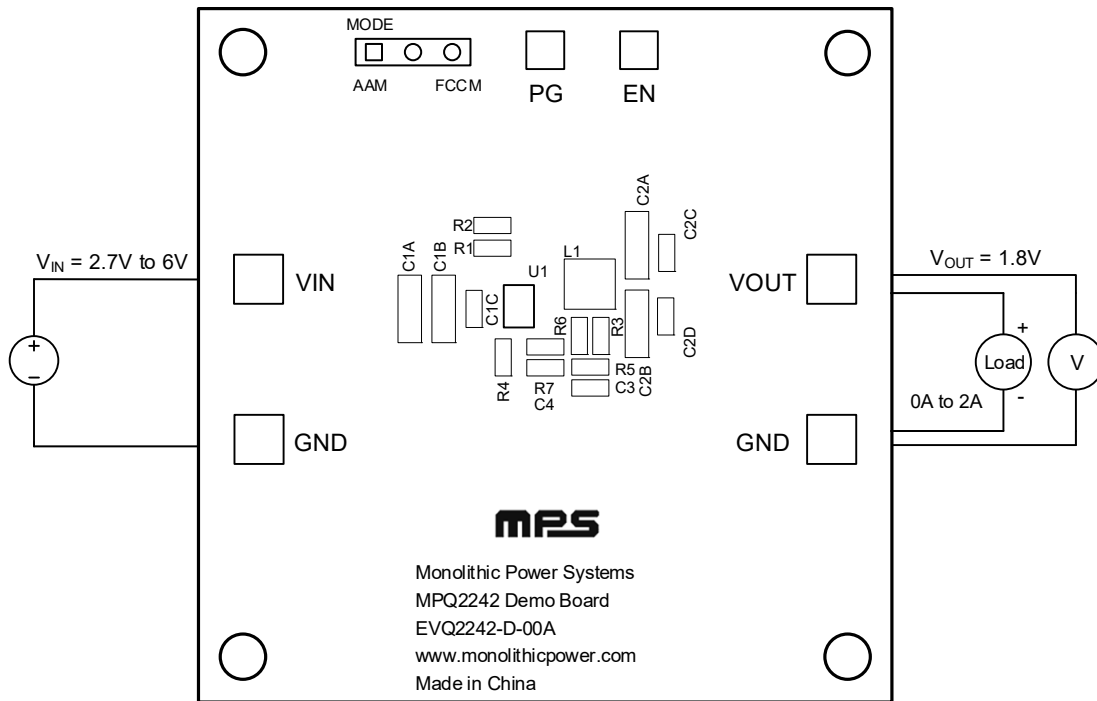 MODE
AAM
FCCM
PG
EN
C2A
C2C
R2
R1
C1A
C1B
L1
U1
V_IN = 2.7V to 6V
VIN
C1C
VOUT
V_OUT = 1.8V
R6
R3
C2D
+
−
+
Load
-
V
R4
R7
C4
R5
C3
C2B
0A to 2A
GND
GND
mps
Monolithic Power Systems
MPQ2242 Demo Board
EVQ2242-D-00A
www.monolithicpower.com
Made in China